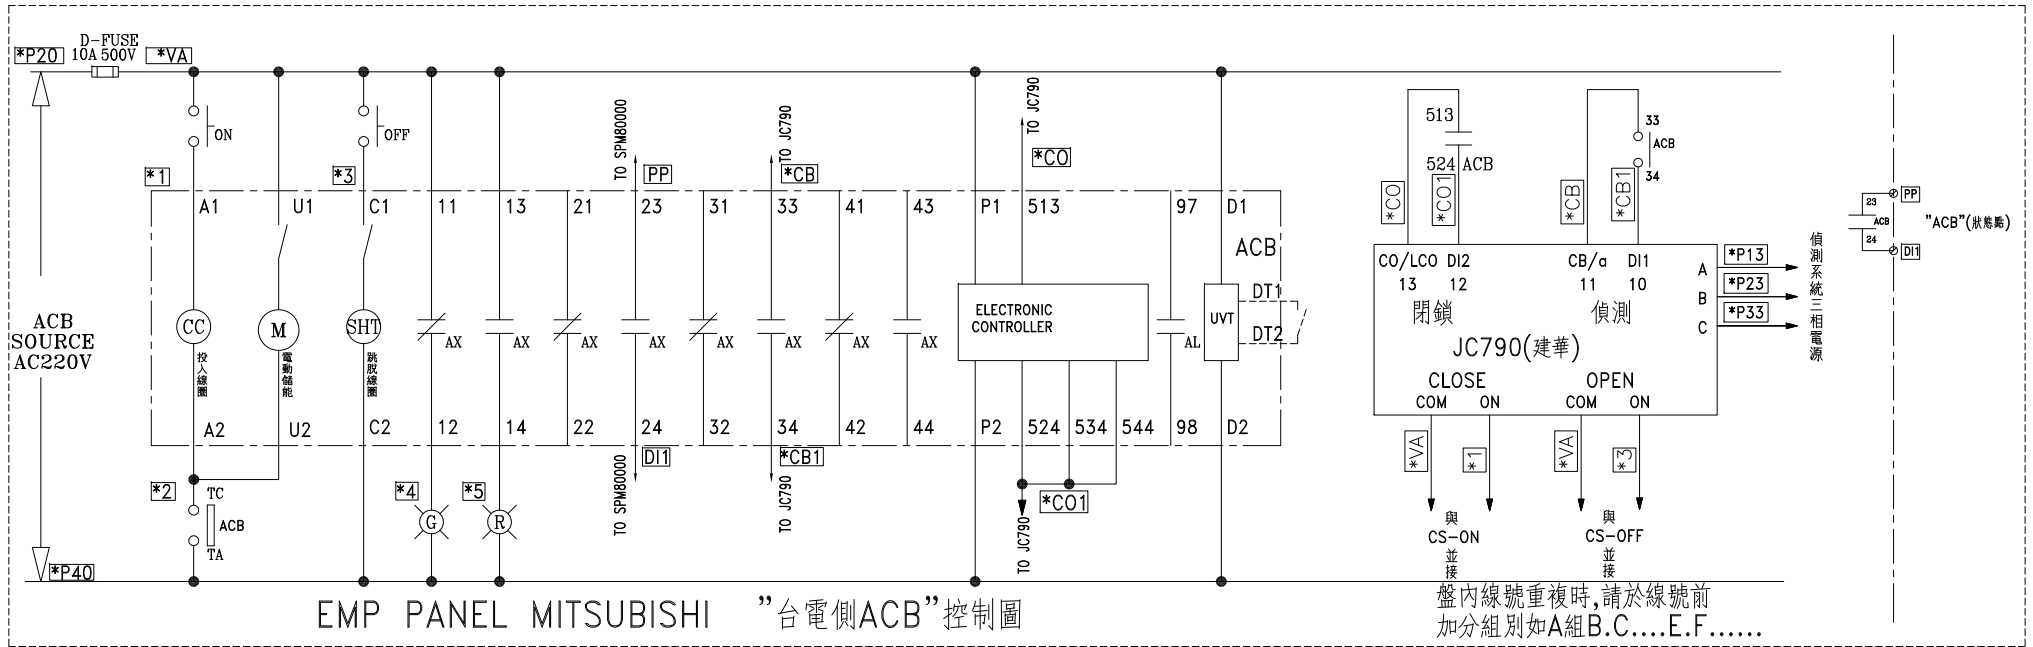 D-FUSE
*P20 10A 500V *VA
ON
OFF
*1
*3
TO SPM80000
PP
TO JC790
*CB
TO JC790
*CO
A1 U1 C1 11 13 21 23 31 33 41 43 P1 513 97 D1
ACB
ACB
SOURCE
AC220V
CC
投入線圈
M
電動儲能
SHT
跳脫線圈
AX AX AX AX AX AX AX AX
ELECTRONIC
CONTROLLER
AL
UVT
DT1
DT2
A2 U2 C2 12 14 22 24 32 34 42 44 P2 524 534 544 98 D2
*2
TC
ACB
TA
*4
G
*5
R
DI1
TO SPM80000
*CB1
TO JC790
*CO1
TO JC790
*P40
EMP PANEL MITSUBISHI "台電側ACB"控制圖
513
524 ACB
*CO
*CO1
33
ACB
34
*CB
*CB1
CO/LCO DI2 CB/a DI1
13 12 11 10
閉鎖 偵測
JC790(建華)
A *P13
B *P23
C *P33
偵測系統三相電源
CLOSE OPEN
COM ON COM ON
*VA *1 *VA *3
與
CS-ON
並
接
與
CS-OFF
並
接
盤內線號重複時,請於線號前
加分組別如A組B.C....E.F......
PP
23
ACB
24
DI1
"ACB"(狀態點)